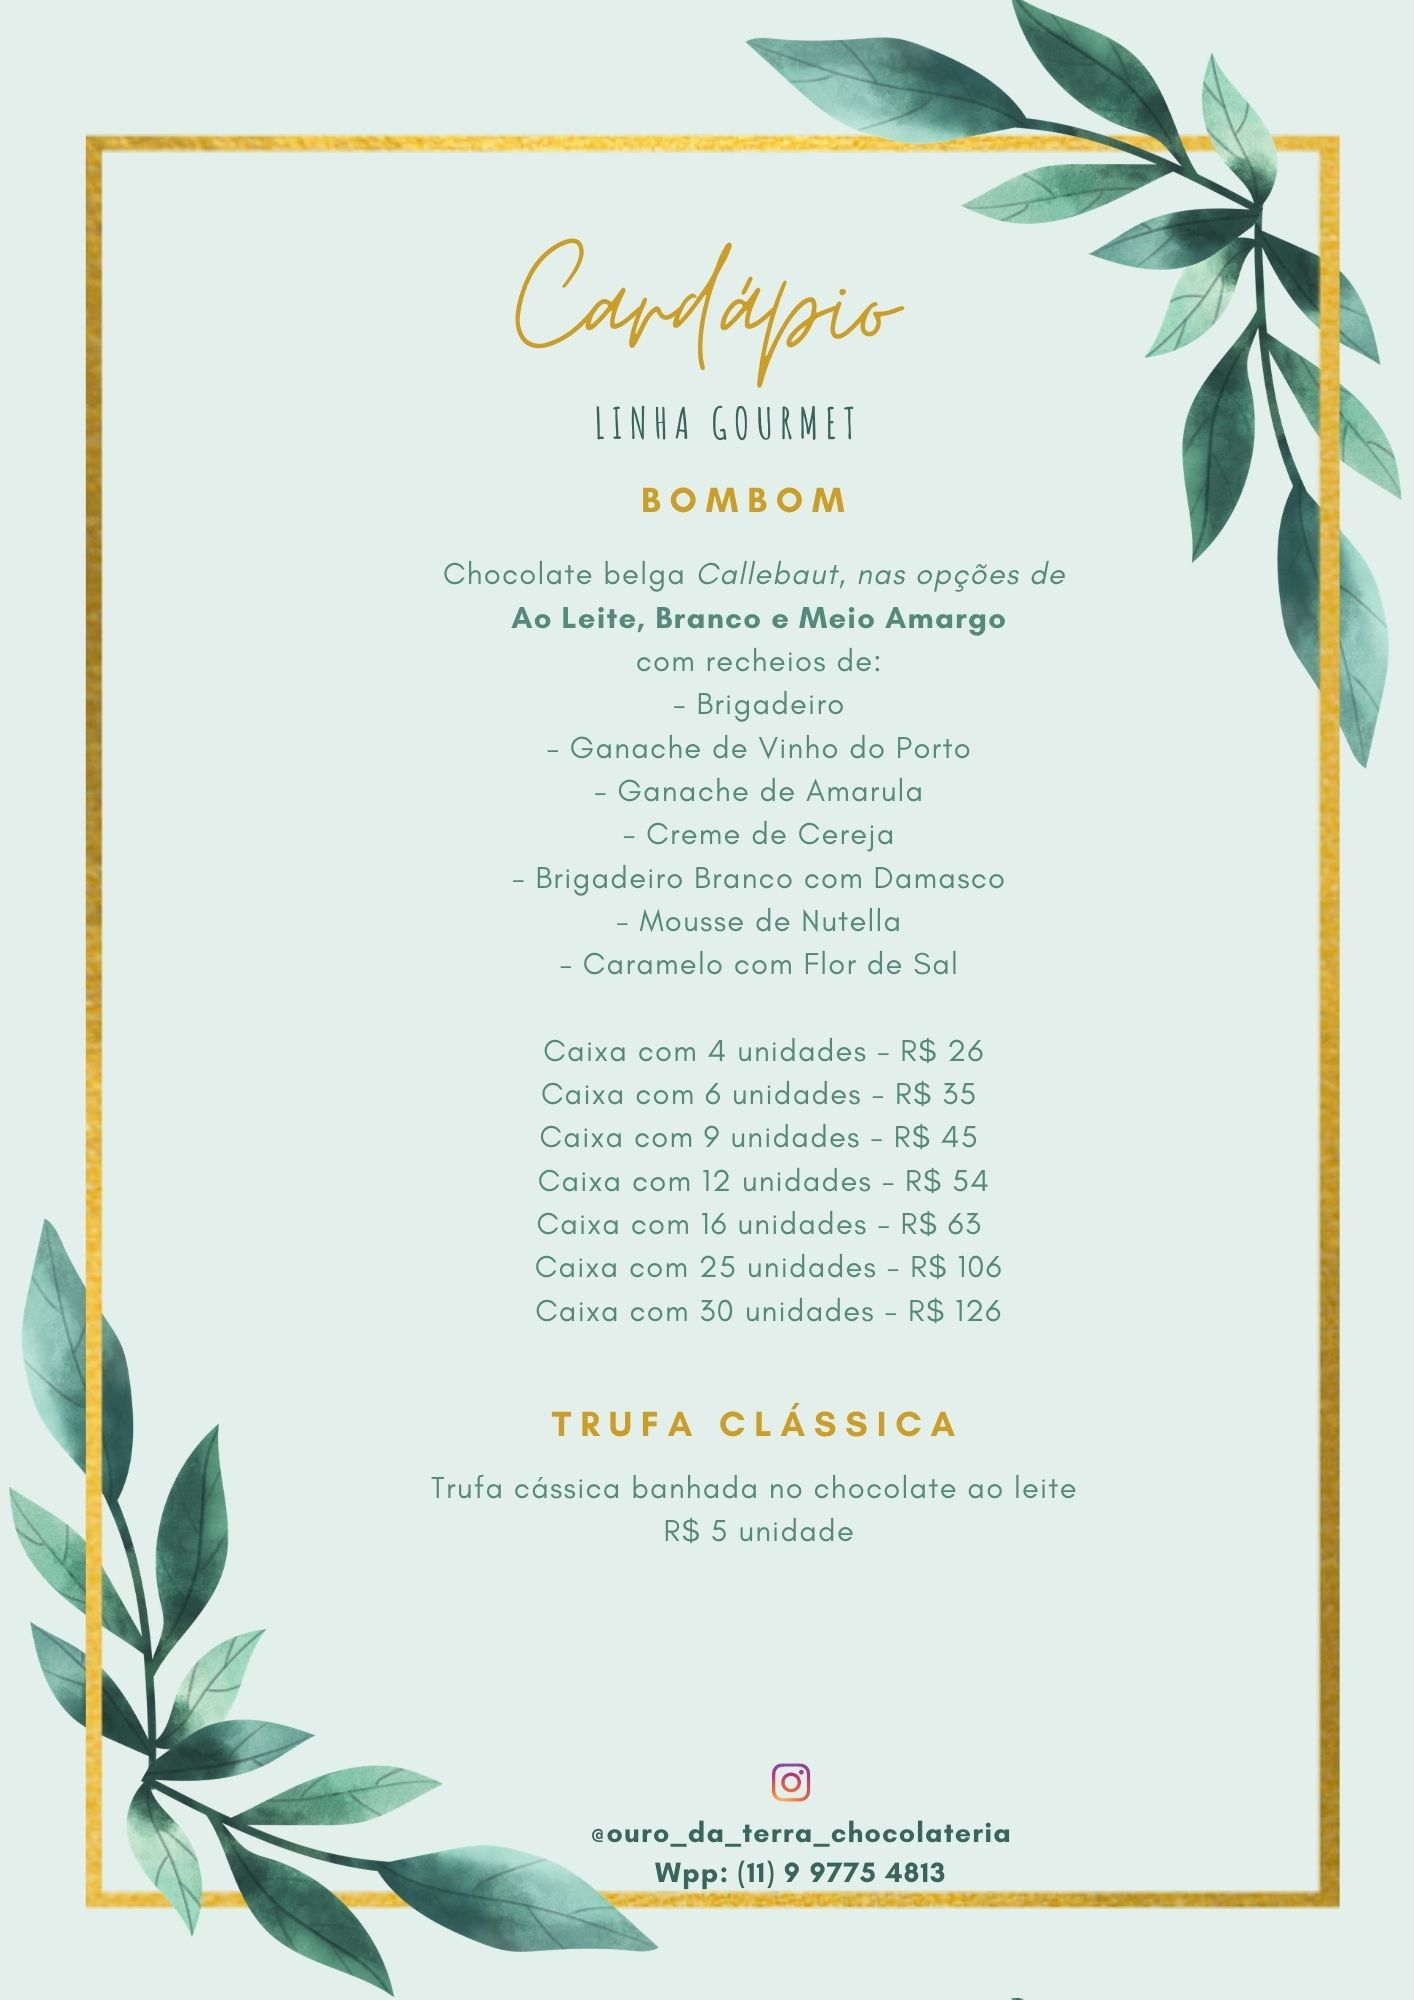 Cardápio
LINHA GOURMET
BOMBOM
Chocolate belga Callebaut, nas opções de
Ao Leite, Branco e Meio Amargo
com recheios de:
- Brigadeiro
- Ganache de Vinho do Porto
- Ganache de Amarula
- Creme de Cereja
- Brigadeiro Branco com Damasco
- Mousse de Nutella
- Caramelo com Flor de Sal
Caixa com 4 unidades - R$ 26
Caixa com 6 unidades - R$ 35
Caixa com 9 unidades - R$ 45
Caixa com 12 unidades - R$ 54
Caixa com 16 unidades - R$ 63
Caixa com 25 unidades - R$ 106
Caixa com 30 unidades - R$ 126
TRUFA CLÁSSICA
Trufa cássica banhada no chocolate ao leite
R$ 5 unidade
@ouro_da_terra_chocolateria
Wpp: (11) 9 9775 4813